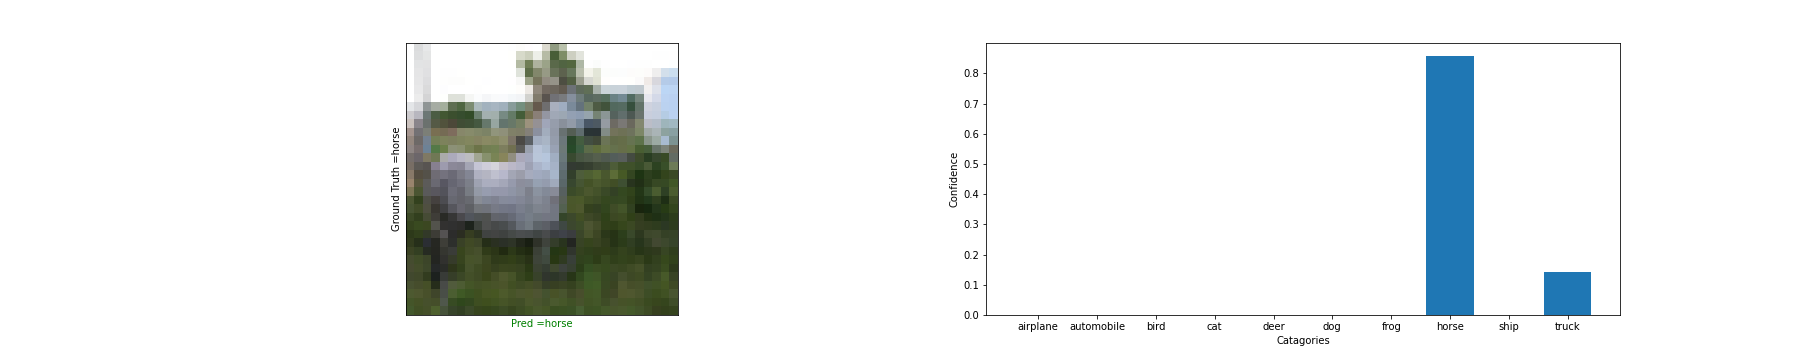 Ground Truth =horse
Pred =horse
Confidence
0.8
0.7
0.6
0.5
0.4
0.3
0.2
0.1
0.0
airplane automobile bird cat deer dog frog horse ship truck
Catagories